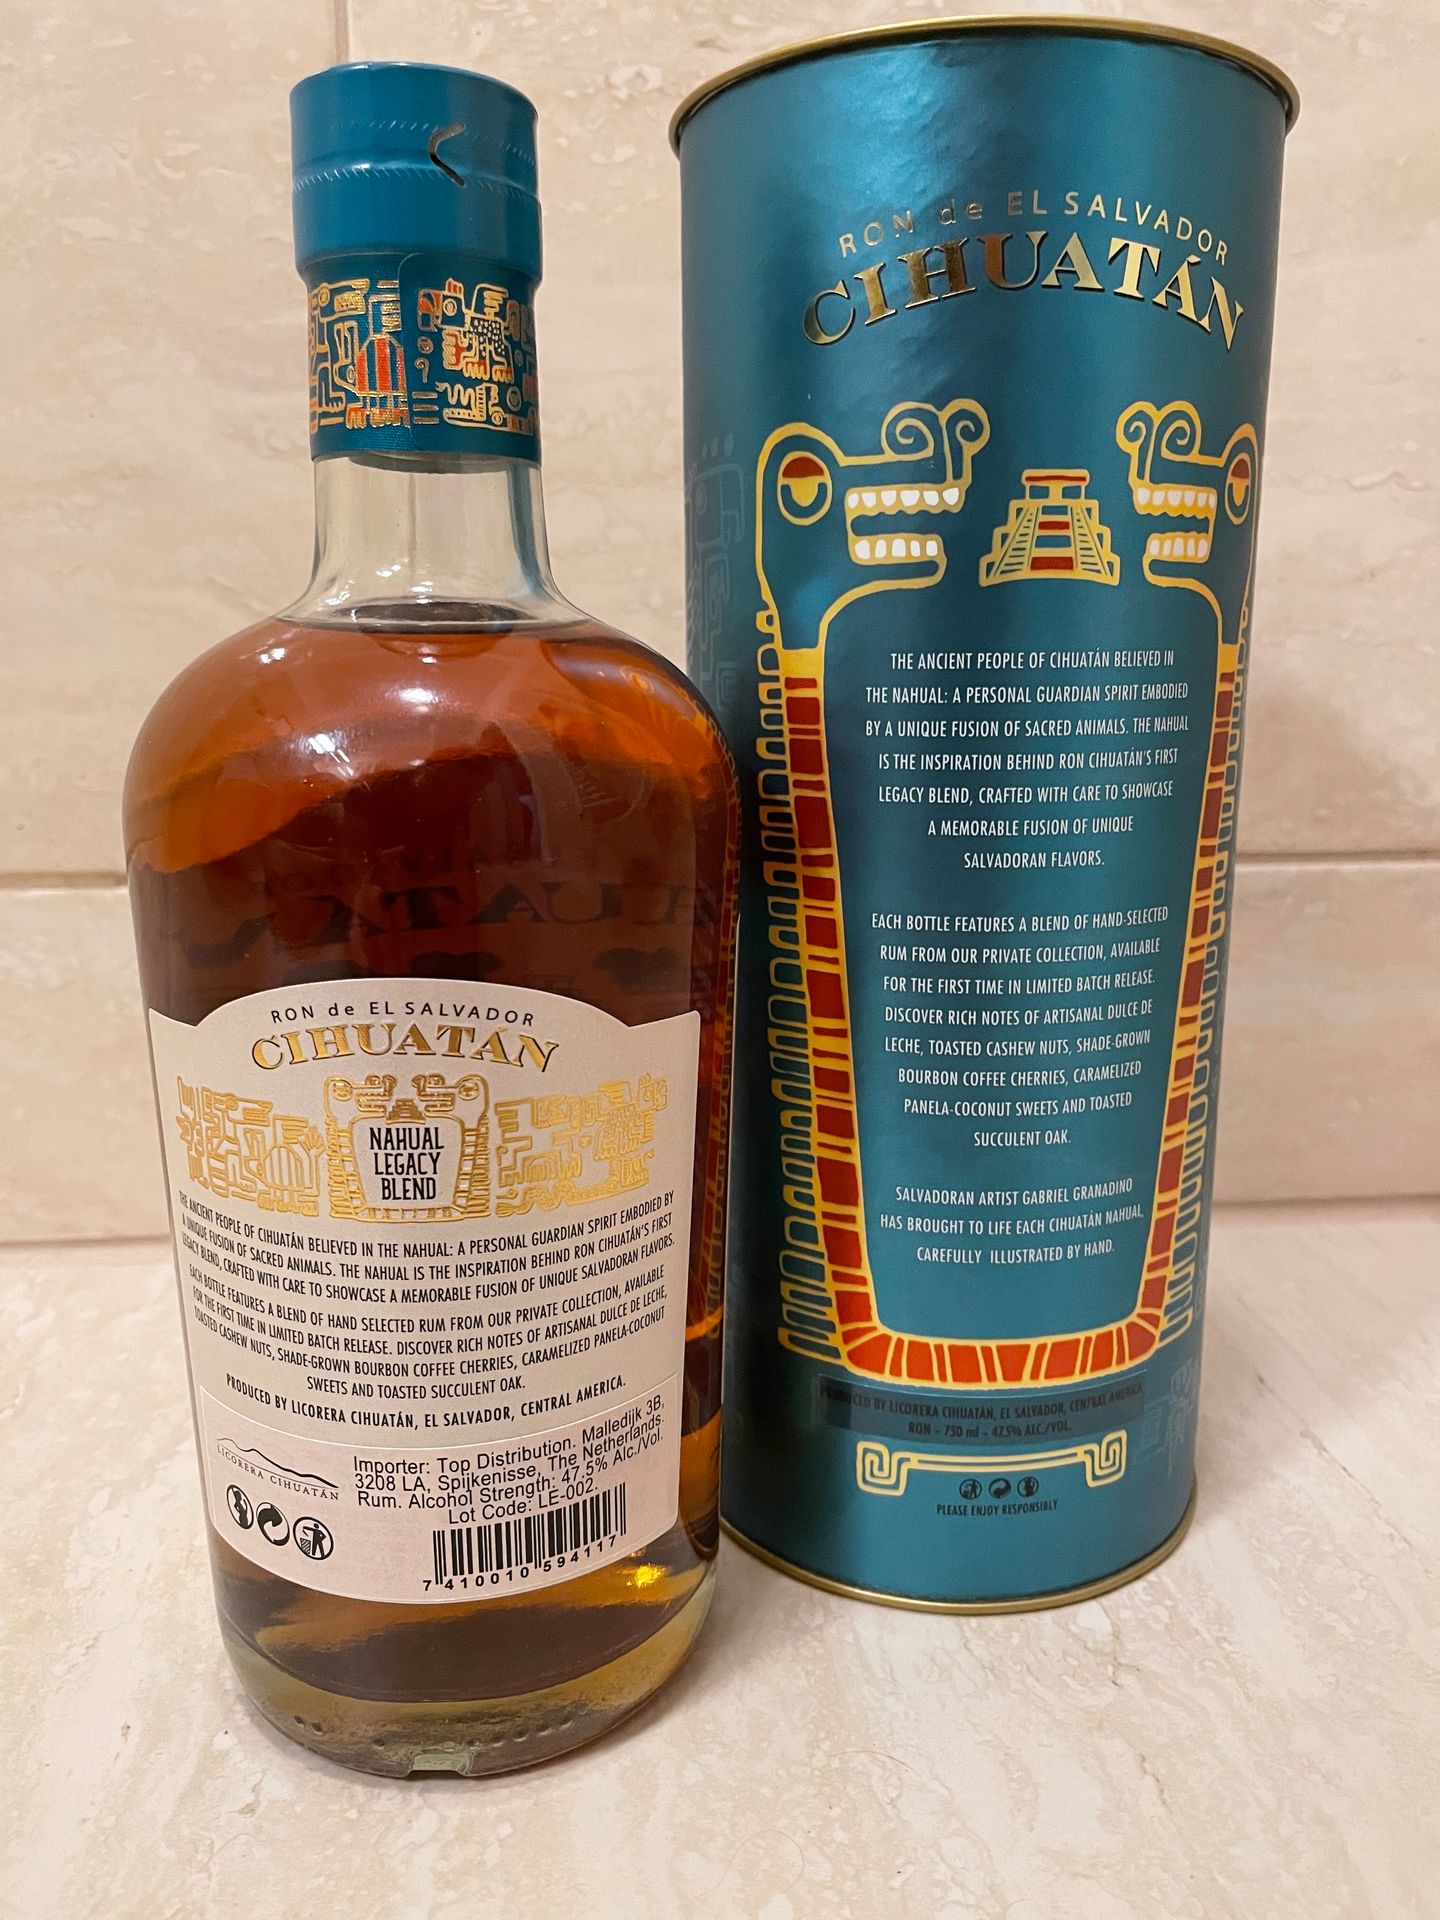 RON de EL SALVADOR
CIHUATÁN
NAHUAL
LEGACY
BLEND
THE ANCIENT PEOPLE OF CIHUATÁN BELIEVED IN THE NAHUAL: A PERSONAL GUARDIAN SPIRIT EMBODIED BY
A UNIQUE FUSION OF SACRED ANIMALS. THE NAHUAL IS THE INSPIRATION BEHIND RON CIHUATÁN'S FIRST
LEGACY BLEND, CRAFTED WITH CARE TO SHOWCASE A MEMORABLE FUSION OF UNIQUE SALVADORAN FLAVORS.
EACH BOTTLE FEATURES A BLEND OF HAND SELECTED RUM FROM OUR PRIVATE COLLECTION, AVAILABLE
FOR THE FIRST TIME IN LIMITED BATCH RELEASE. DISCOVER RICH NOTES OF ARTISANAL DULCE DE LECHE,
TOASTED CASHEW NUTS, SHADE-GROWN BOURBON COFFEE CHERRIES, CARAMELIZED PANELA-COCONUT
SWEETS AND TOASTED SUCCULENT OAK.
PRODUCED BY LICORERA CIHUATÁN, EL SALVADOR, CENTRAL AMERICA.
LICORERA CIHUATÁN
Importer: Top Distribution. Malledijk 3B,
3208 LA, Spijkenisse, The Netherlands.
Rum. Alcohol Strength: 47.5% Alc./Vol.
Lot Code: LE-002.
7 410010 594117
RON de EL SALVADOR
CIHUATÁN
THE ANCIENT PEOPLE OF CIHUATÁN BELIEVED IN
THE NAHUAL: A PERSONAL GUARDIAN SPIRIT EMBODIED
BY A UNIQUE FUSION OF SACRED ANIMALS. THE NAHUAL
IS THE INSPIRATION BEHIND RON CIHUATÁN'S FIRST
LEGACY BLEND, CRAFTED WITH CARE TO SHOWCASE
A MEMORABLE FUSION OF UNIQUE
SALVADORAN FLAVORS.
EACH BOTTLE FEATURES A BLEND OF HAND-SELECTED
RUM FROM OUR PRIVATE COLLECTION, AVAILABLE
FOR THE FIRST TIME IN LIMITED BATCH RELEASE.
DISCOVER RICH NOTES OF ARTISANAL DULCE DE
LECHE, TOASTED CASHEW NUTS, SHADE-GROWN
BOURBON COFFEE CHERRIES, CARAMELIZED
PANELA-COCONUT SWEETS AND TOASTED
SUCCULENT OAK.
SALVADORAN ARTIST GABRIEL GRANADINO
HAS BROUGHT TO LIFE EACH CIHUATÁN NAHUAL,
CAREFULLY ILLUSTRATED BY HAND.
PRODUCED BY LICORERA CIHUATÁN, EL SALVADOR, CENTRAL AMERICA
RON - 750 ml - 47.5% ALC./VOL.
PLEASE ENJOY RESPONSIBLY